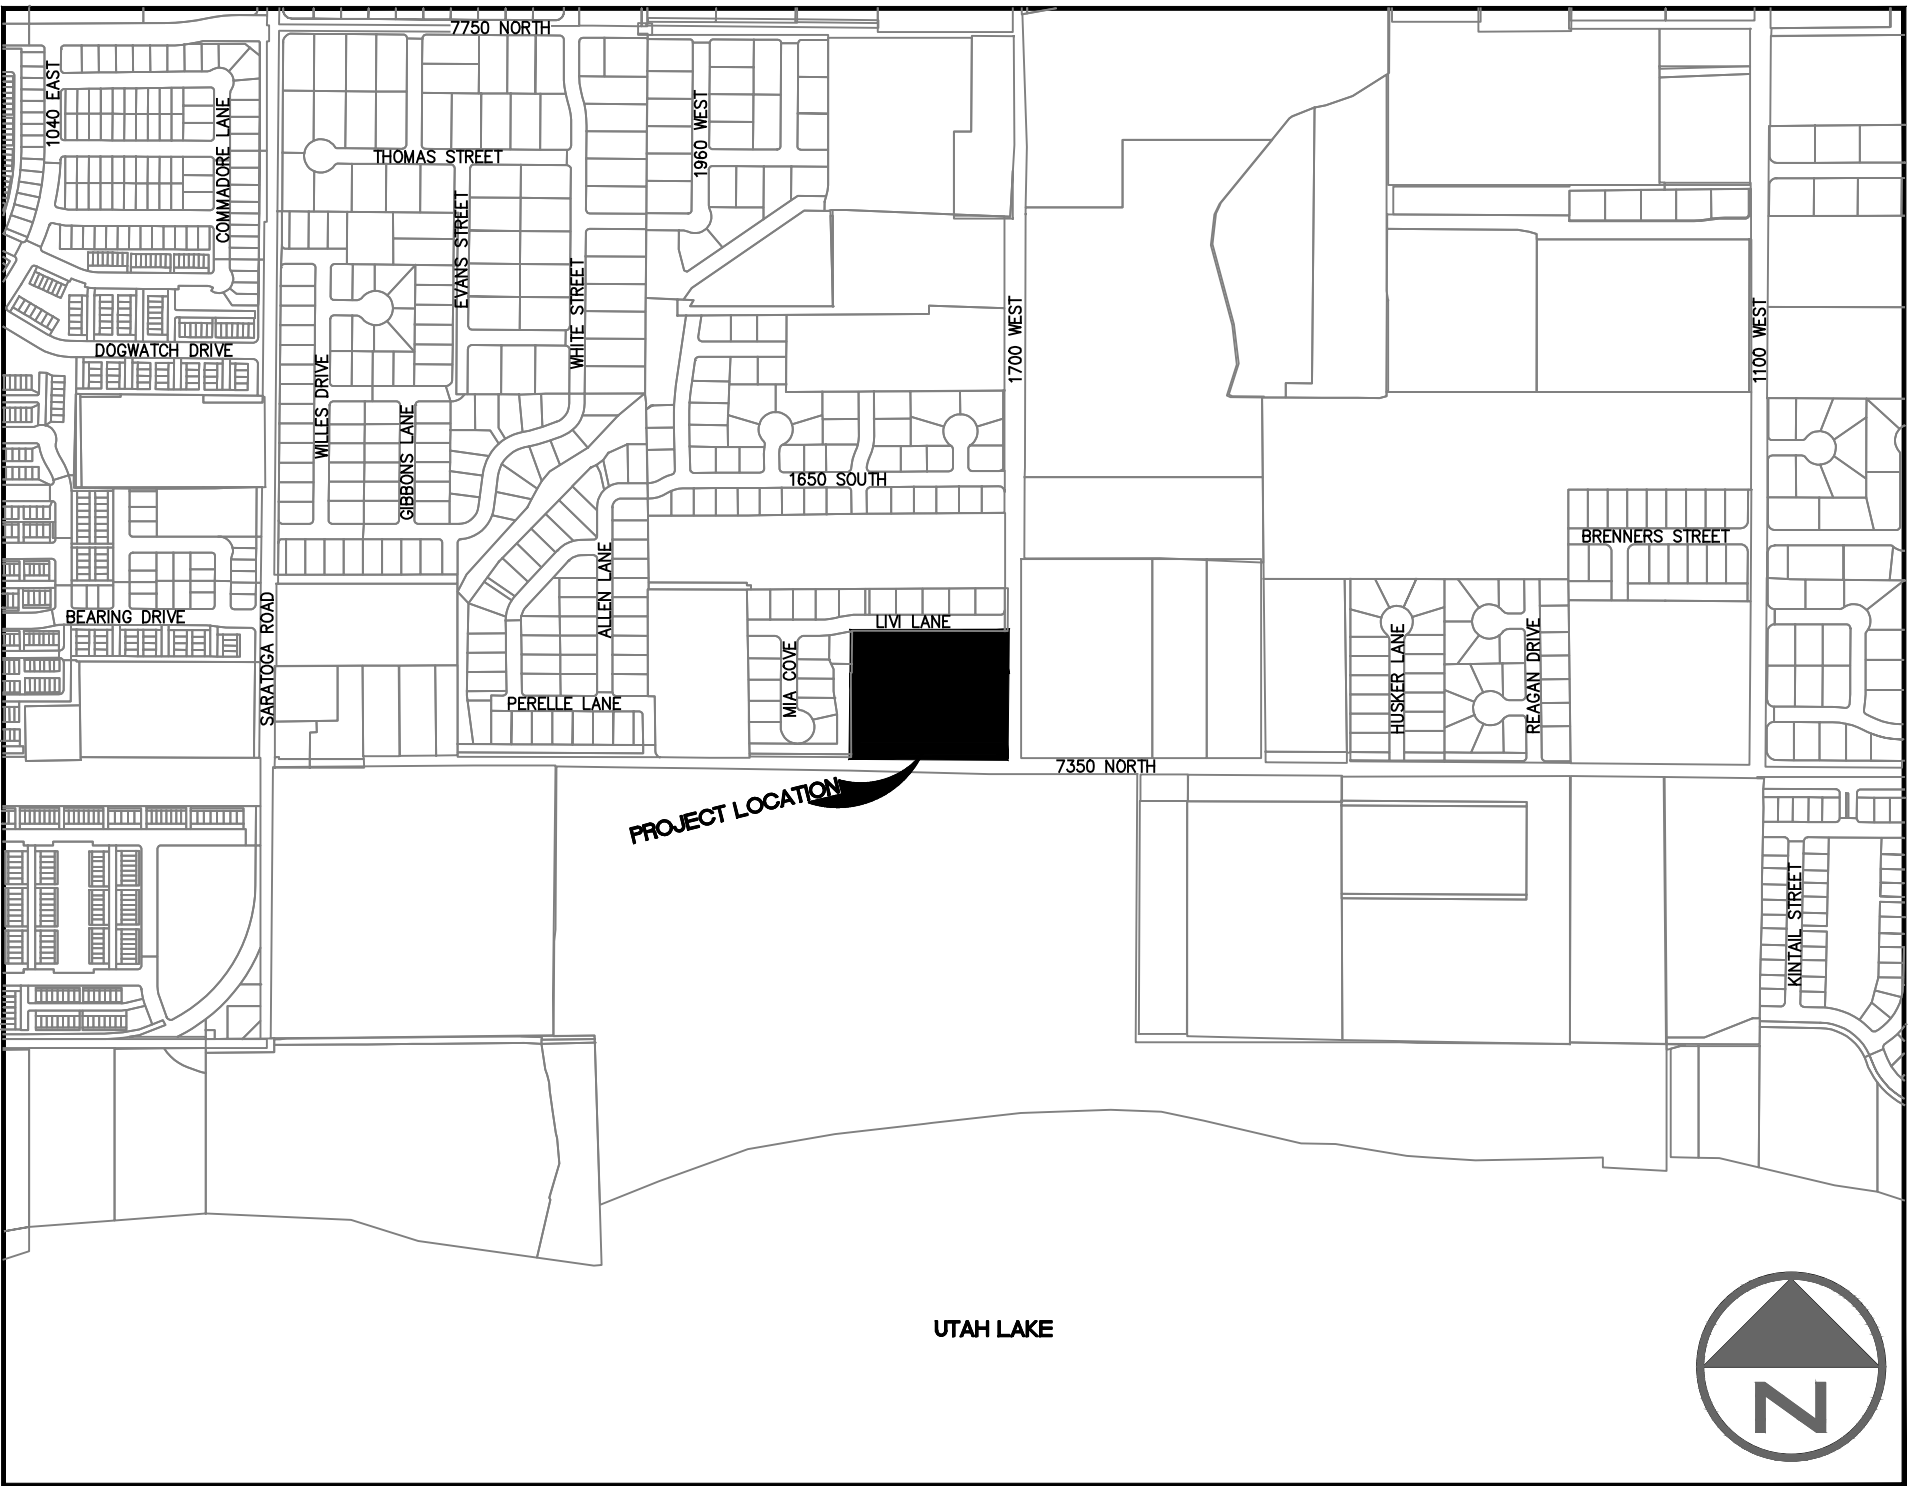 7750 NORTH
1040 EAST
COMMADORE LANE
1960 WEST
THOMAS STREET
EVANS STREET
WHITE STREET
1700 WEST
1100 WEST
DOGWATCH DRIVE
WILLES DRIVE
GIBBONS LANE
1650 SOUTH
BRENNERS STREET
ALLEN LANE
BEARING DRIVE
SARATOGA ROAD
LIVI LANE
MIA COVE
HUSKER LANE
REAGAN DRIVE
PERELLE LANE
7350 NORTH
PROJECT LOCATION
KINTAIL STREET
UTAH LAKE
N